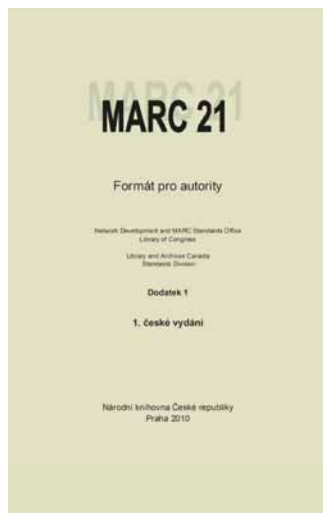 MARC 21
Formát pro autority
Network Development and MARC Standards Office
Library of Congress
Library and Archives Canada
Standards Division
Dodatek 1
1. české vydání
Národní knihovna České republiky
Praha 2010